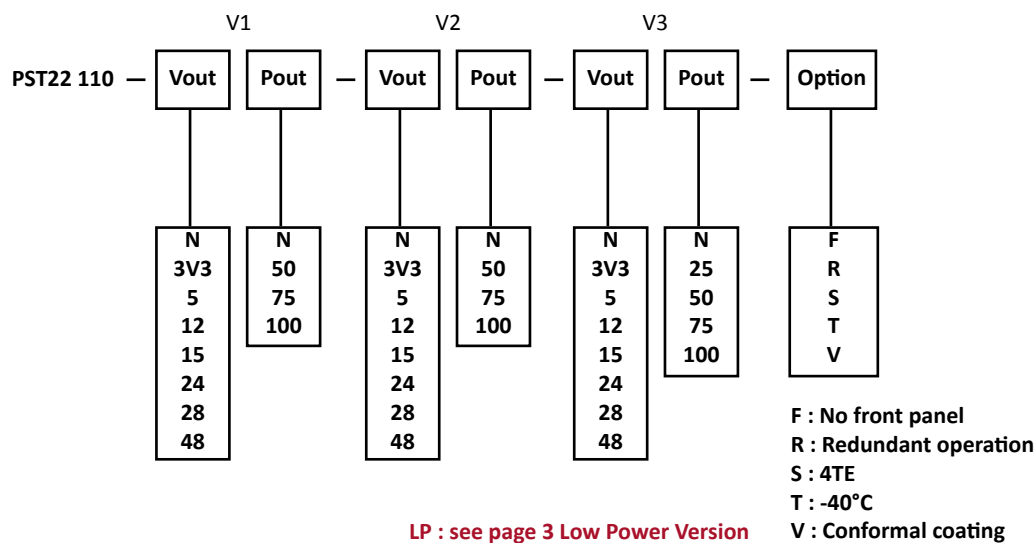 V1 V2 V3
PST22 110 — Vout Pout — Vout Pout — Vout Pout — Option
N N N N N N F
3V3 50 3V3 50 3V3 25 R
5 75 5 75 5 50 S
12 100 12 100 12 75 T
15 15 15 100 V
24 24 24
28 28 28
48 48 48
F : No front panel
R : Redundant operation
S : 4TE
T : -40°C
LP : see page 3 Low Power Version
V : Conformal coating